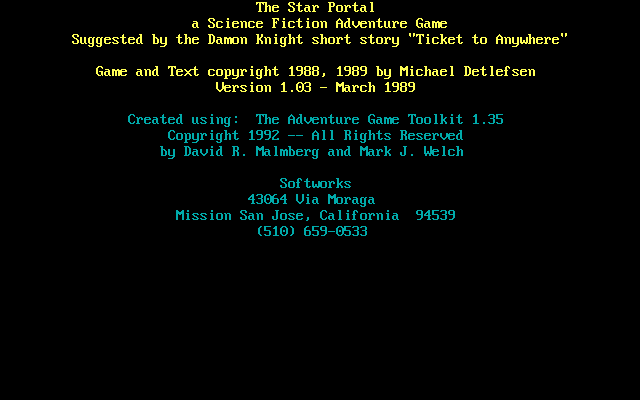 The Star Portal
a Science Fiction Adventure Game
Suggested by the Damon Knight short story "Ticket to Anywhere"
Game and Text copyright 1988, 1989 by Michael Detlefsen
Version 1.03 - March 1989
Created using:  The Adventure Game Toolkit 1.35
Copyright 1992 -- All Rights Reserved
by David R. Malmberg and Mark J. Welch
Softworks
43064 Via Moraga
Mission San Jose, California  94539
(510) 659-0533